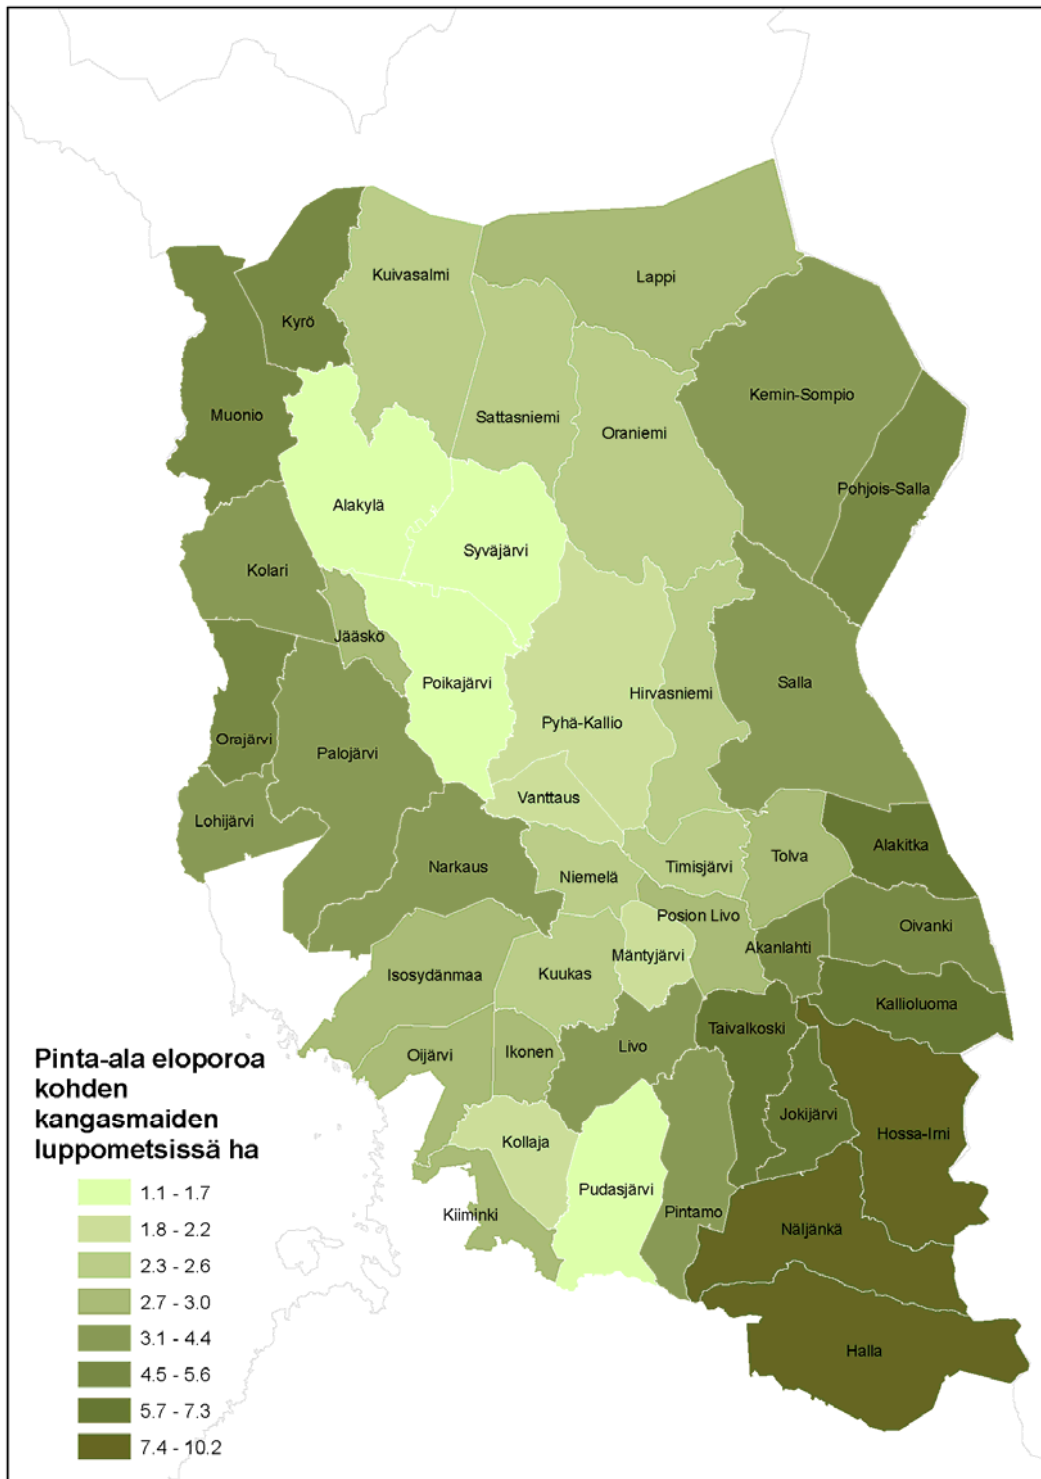 Kuivasalmi
Lappi
Kyrö
Kemin-Sompio
Muonio
Sattasniemi
Oraniemi
Pohjois-Salla
Alakylä
Syväjärvi
Kolari
Jääskö
Poikajärvi
Hirvasniemi
Salla
Pyhä-Kallio
Orajärvi
Palojärvi
Vanttaus
Lohijärvi
Alakitka
Tolva
Narkaus
Timisjärvi
Niemelä
Posion Livo
Oivanki
Akanlahti
Mäntyjärvi
Isosydänmaa
Kuukas
Kallioluoma
Taivalkoski
Livo
Ikonen
Oijärvi
Jokijärvi
Hossa-Irni
Kollaja
Pudasjärvi
Kiiminki
Pintamo
Näljänkä
Halla
Pinta-ala eloporoa
kohden
kangasmaiden
luppometsissä ha
1.1 - 1.7
1.8 - 2.2
2.3 - 2.6
2.7 - 3.0
3.1 - 4.4
4.5 - 5.6
5.7 - 7.3
7.4 - 10.2